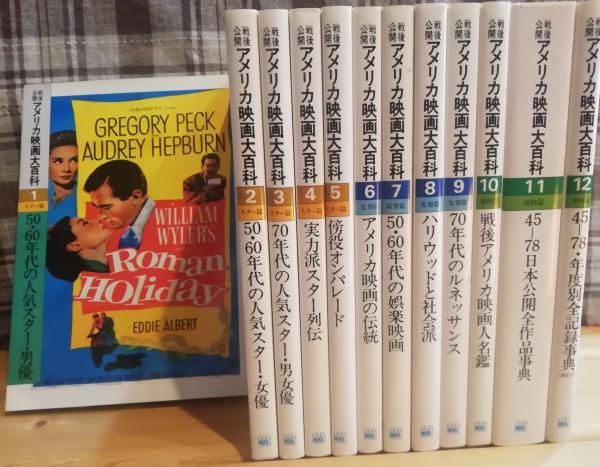 戦後公開 アメリカ映画大百科 1 スター篇 50・60年代の人気スター・男優
PARAMOUNT
GREGORY PECK
AUDREY HEPBURN
WILLIAM
WYLER'S
Roman
Holiday
EDDIE ALBERT
戦後公開 アメリカ映画大百科 2 スター篇 50・60年代の人気スター・女優
戦後公開 アメリカ映画大百科 3 スター篇 70年代の人気スター・男女優
戦後公開 アメリカ映画大百科 4 スター篇 実力派スター列伝
戦後公開 アメリカ映画大百科 5 スター篇 傍役オンパレード
戦後公開 アメリカ映画大百科 6 監督篇 アメリカ映画の伝統
戦後公開 アメリカ映画大百科 7 監督篇 50・60年代の娯楽映画
戦後公開 アメリカ映画大百科 8 監督篇 ハリウッドと社会派
戦後公開 アメリカ映画大百科 9 監督篇 70年代のルネッサンス
戦後公開 アメリカ映画大百科 10 資料篇 戦後アメリカ映画人名鑑
戦後公開 アメリカ映画大百科 11 資料篇 45―78日本公開全作品事典
戦後公開 アメリカ映画大百科 12 資料篇 45―78・年度別全記録事典